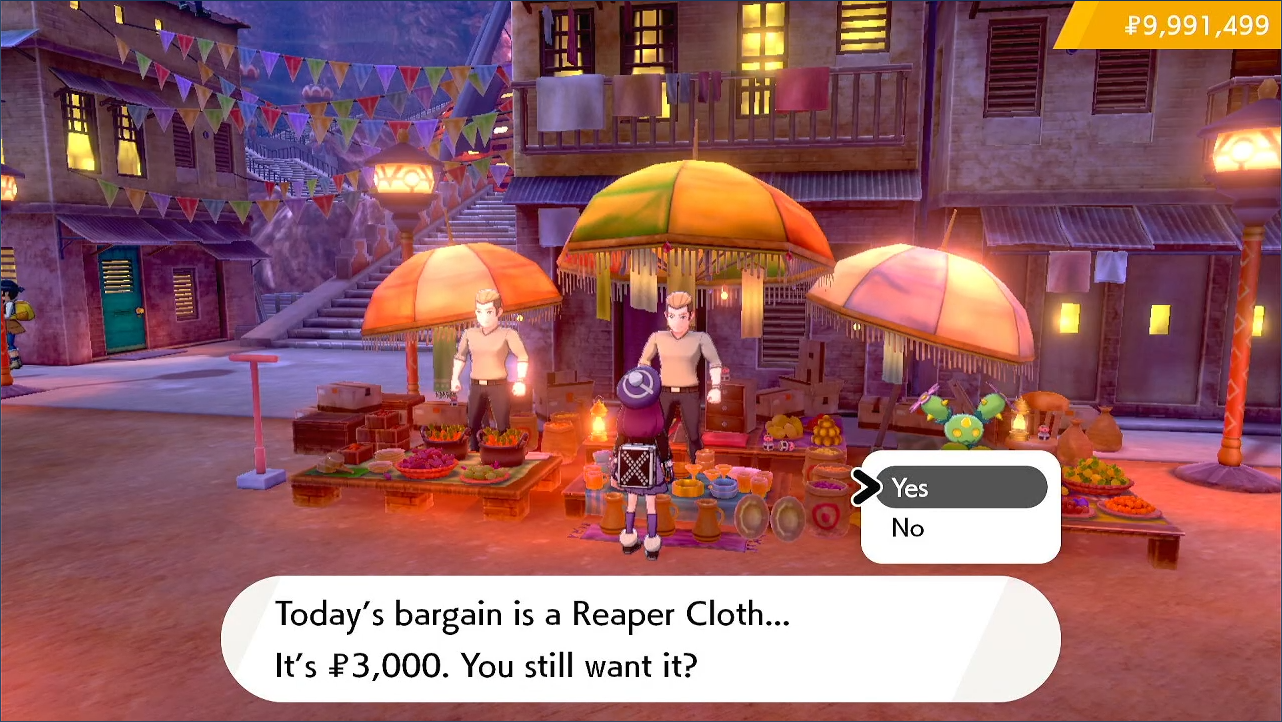 ₽9,991,499
Yes
No
Today's bargain is a Reaper Cloth...
It's ₽3,000. You still want it?